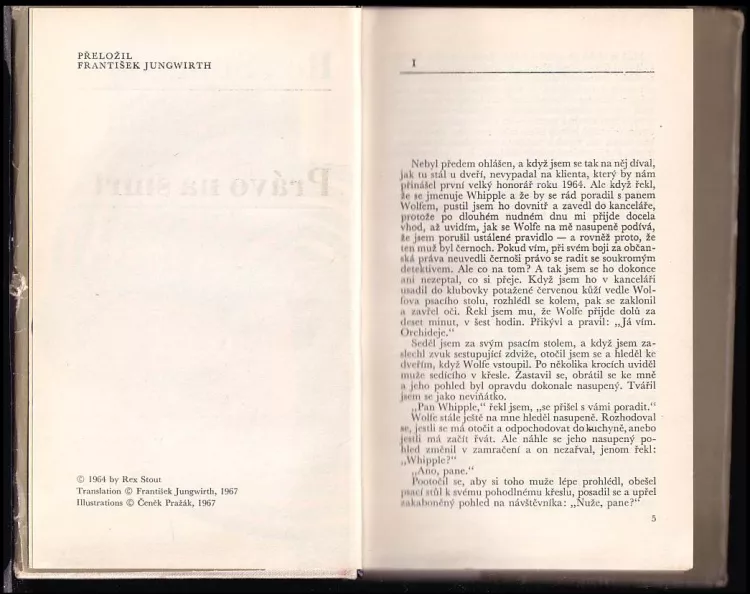 PŘELOŽIL
FRANTIŠEK JUNGWIRTH
Právo na smrt
© 1964 by Rex Stout
Translation © František Jungwirth, 1967
Illustrations © Čeněk Pražák, 1967
I
Nebyl předem ohlášen, a když jsem se tak na něj díval,
jak tu stál u dveří, nevypadal na klienta, který by nám
přinášel první velký honorář roku 1964. Ale když řekl,
že se jmenuje Whipple a že by se rád poradil s panem
Wolfem, pustil jsem ho dovnitř a zavedl do kanceláře,
protože po dlouhém nudném dnu mi přijde docela
vhod, až uvidím, jak se Wolfe na mě nasupeně podívá,
že jsem porušil ustálené pravidlo — a rovněž proto, že
ten muž byl černoch. Pokud vím, při svém boji za občan-
ská práva neuvedli černoši právo se radit se soukromým
detektivem. Ale co na tom? A tak jsem se ho dokonce
ani nezeptal, co si přeje. Když jsem ho v kanceláři
usadil do klubovky potažené červenou kůží vedle Wol-
fova psacího stolu, rozhlédl se kolem, pak se zaklonil
a zavřel oči. Řekl jsem mu, že Wolfe přijde dolů za
deset minut, v šest hodin. Přikývl a pravil: „Já vím.
Orchideje.“
Seděl jsem za svým psacím stolem, a když jsem za-
slechl zvuk sestupující zdviže, otočil jsem se a hleděl ke
dveřím, když Wolfe vstoupil. Po několika krocích uviděl
muže sedícího v křesle. Zastavil se, obrátil se ke mně
a jeho pohled byl opravdu dokonale nasupený. Tvářil
jsem se jako neviňátko.
„Pan Whipple,“ řekl jsem, „se přišel s vámi poradit.“
Wolfe stále ještě na mne hleděl nasupeně. Rozhodoval
se, jestli se má otočit a odpochodovat do kuchyně, anebo
jestli má začít řvát. Ale náhle se jeho nasupený po-
hled změnil v zamračení a on nezařval, jenom řekl:
„Whipple?“
„Ano, pane.“
Pootočil se, aby si toho muže lépe prohlédl, obešel
psací stůl k svému pohodlnému křeslu, posadil se a upřel
zakaboněný pohled na návštěvníka: „Nuže, pane?“
5